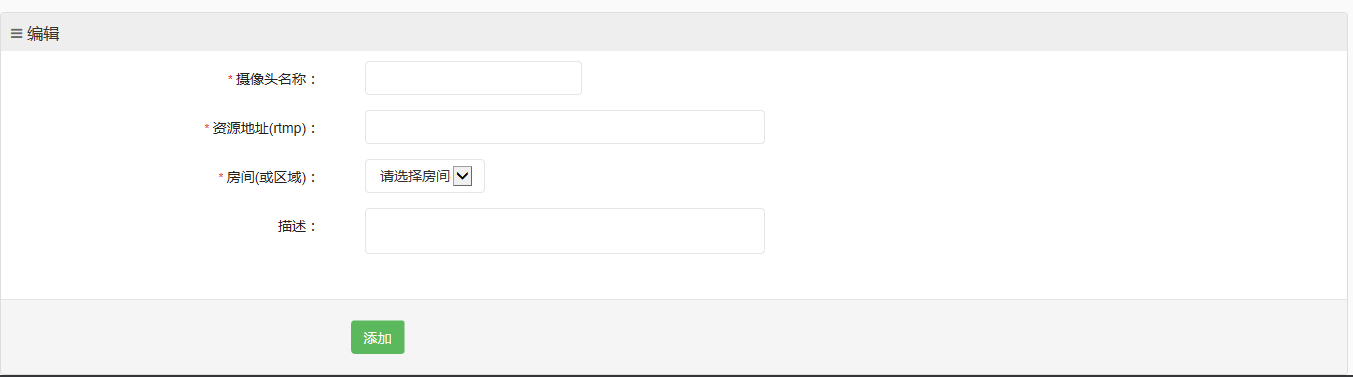 编辑
* 摄像头名称：
* 资源地址(rtmp)：
* 房间(或区域)： 请选择房间
描述：
添加